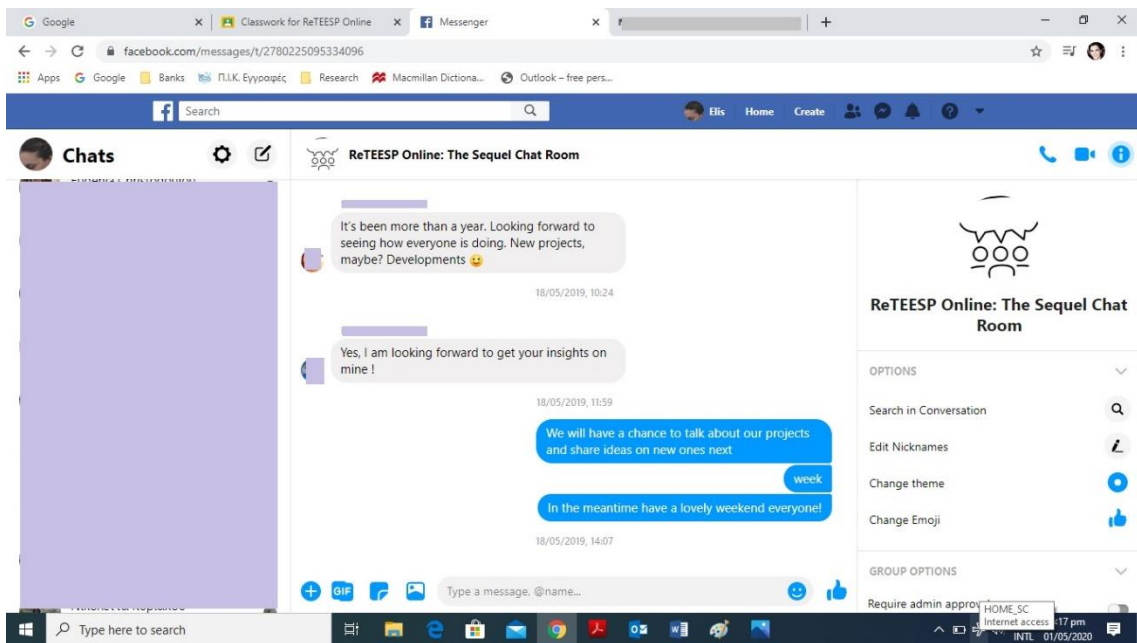 Google
Classwork for ReTEESP Online
Messenger
facebook.com/messages/t/2780225095334096
Apps
Google
Banks
Π.Ι.Κ. Εγγραφές
Research
Macmillan Dictiona...
Outlook – free pers...
Search
Elis
Home
Create
Chats
ReTEESP Online: The Sequel Chat Room
It's been more than a year. Looking forward to
seeing how everyone is doing. New projects,
maybe? Developments
18/05/2019, 10:24
Yes, I am looking forward to get your insights on
mine !
18/05/2019, 11:59
We will have a chance to talk about our projects
and share ideas on new ones next
week
In the meantime have a lovely weekend everyone!
18/05/2019, 14:07
GIF
Type a message, @name...
ReTEESP Online: The Sequel Chat
Room
OPTIONS
Search in Conversation
Edit Nicknames
Change theme
Change Emoji
GROUP OPTIONS
Require admin
HOME_SC
Internet access
Type here to search
:17 pm
INTL 01/05/2020